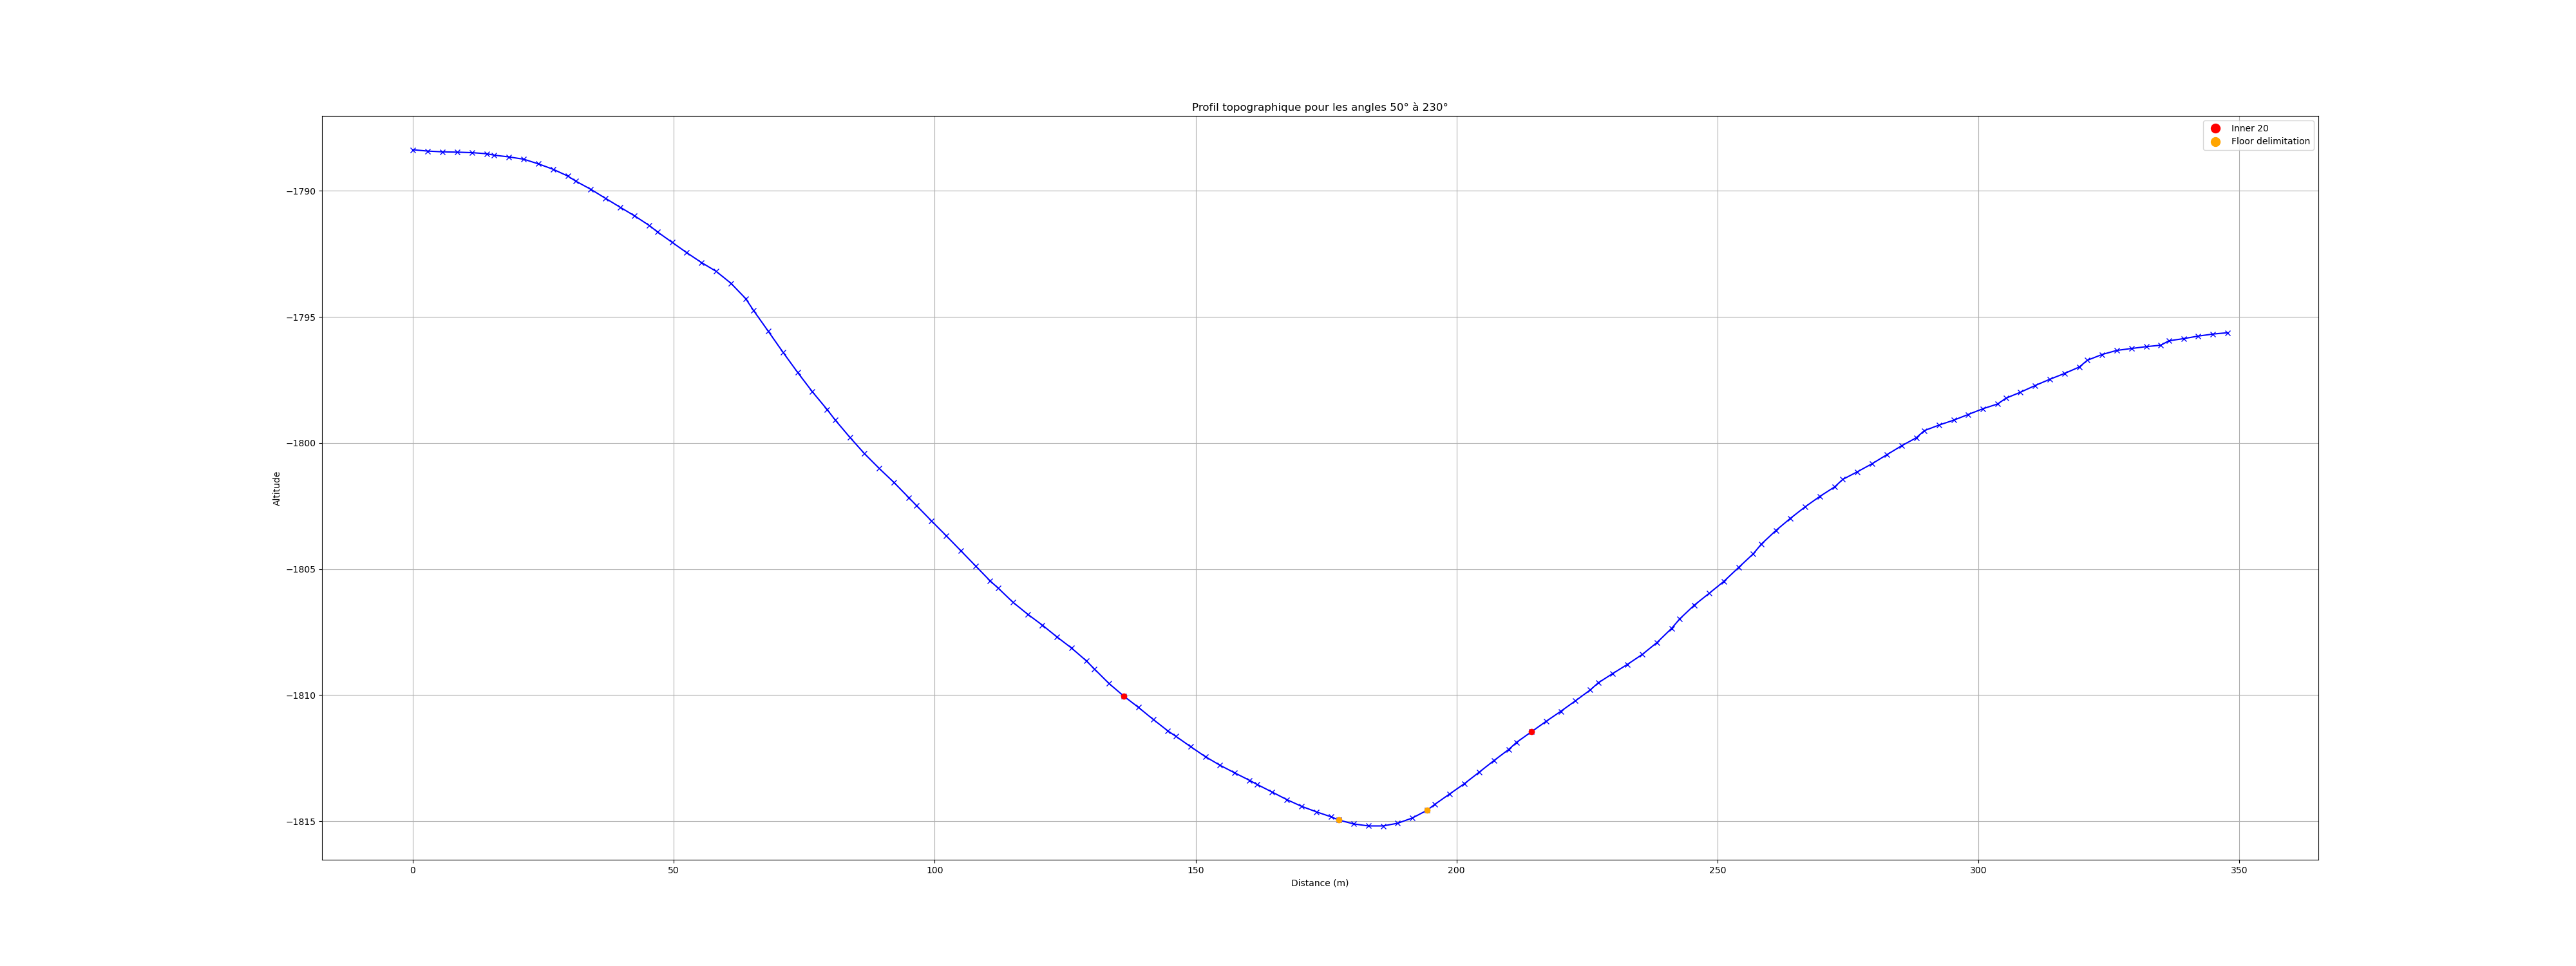 Profil topographique pour les angles 50° à 230°
Inner 20
Floor delimitation
−1790
−1795
−1800
−1805
−1810
−1815
Altitude
0 50 100 150 200 250 300 350
Distance (m)